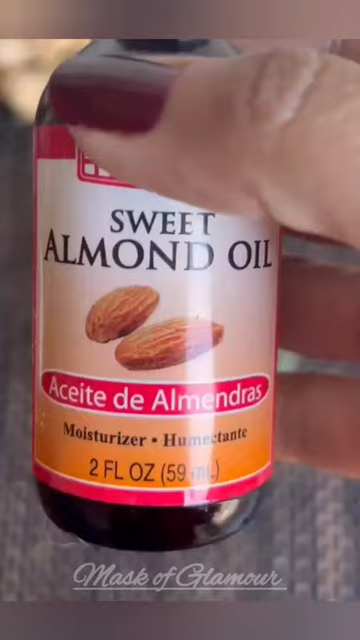 SWEET
ALMOND OIL
Aceite de Almendras
Moisturizer • Humectante
2 FL OZ (59 mL)
Mask of Glamour